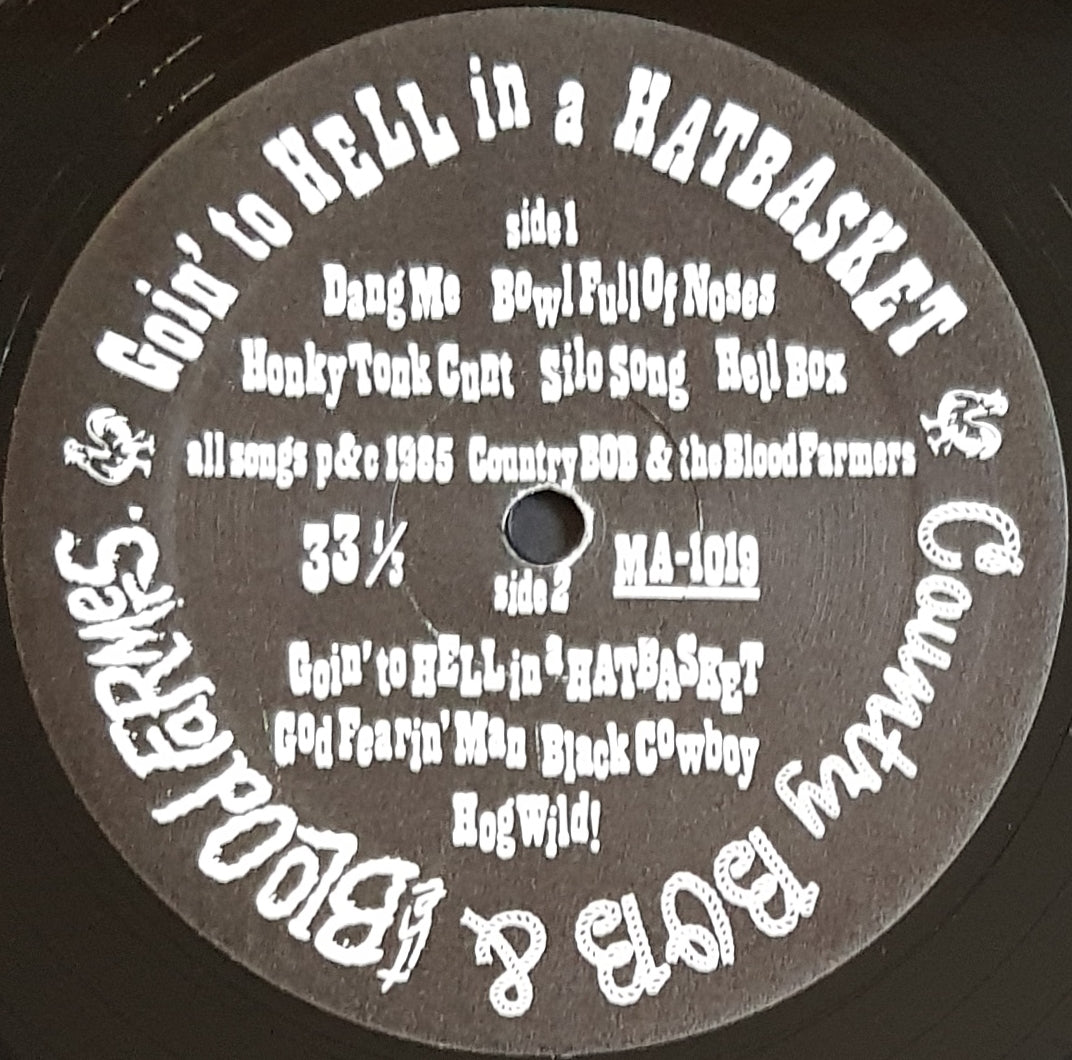 Goin' to HELL in a HATBASKET
side 1
Dang Me Bowl Full Of Noses
Honky Tonk Cunt Silo Song Hell Box
all songs p&c 1985 Country BOB & the Blood Farmers
33 1/3
MA-1019
side 2
Goin' to HELL in a HATBASKET
God Fearin' Man Black Cowboy
Hog Wild!
Country BOB & the BlOOd FaRMeRS.